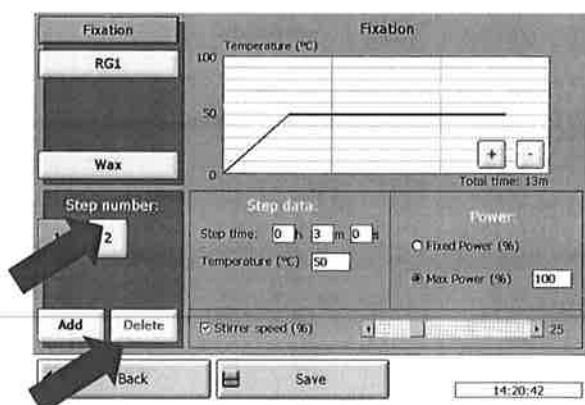 Fixation
RG1
Wax
Fixation
Temperature (ºC)
100
50
0
+ -
Total time: 13m
Step number:
2
Add Delete
Step data:
Step time: 0 h 3 m 0 s
Temperature (ºC) 50
Power:
Fixed Power (%)
Max Power (%) 100
Stirrer speed (%) 25
Back
Save
14:20:42